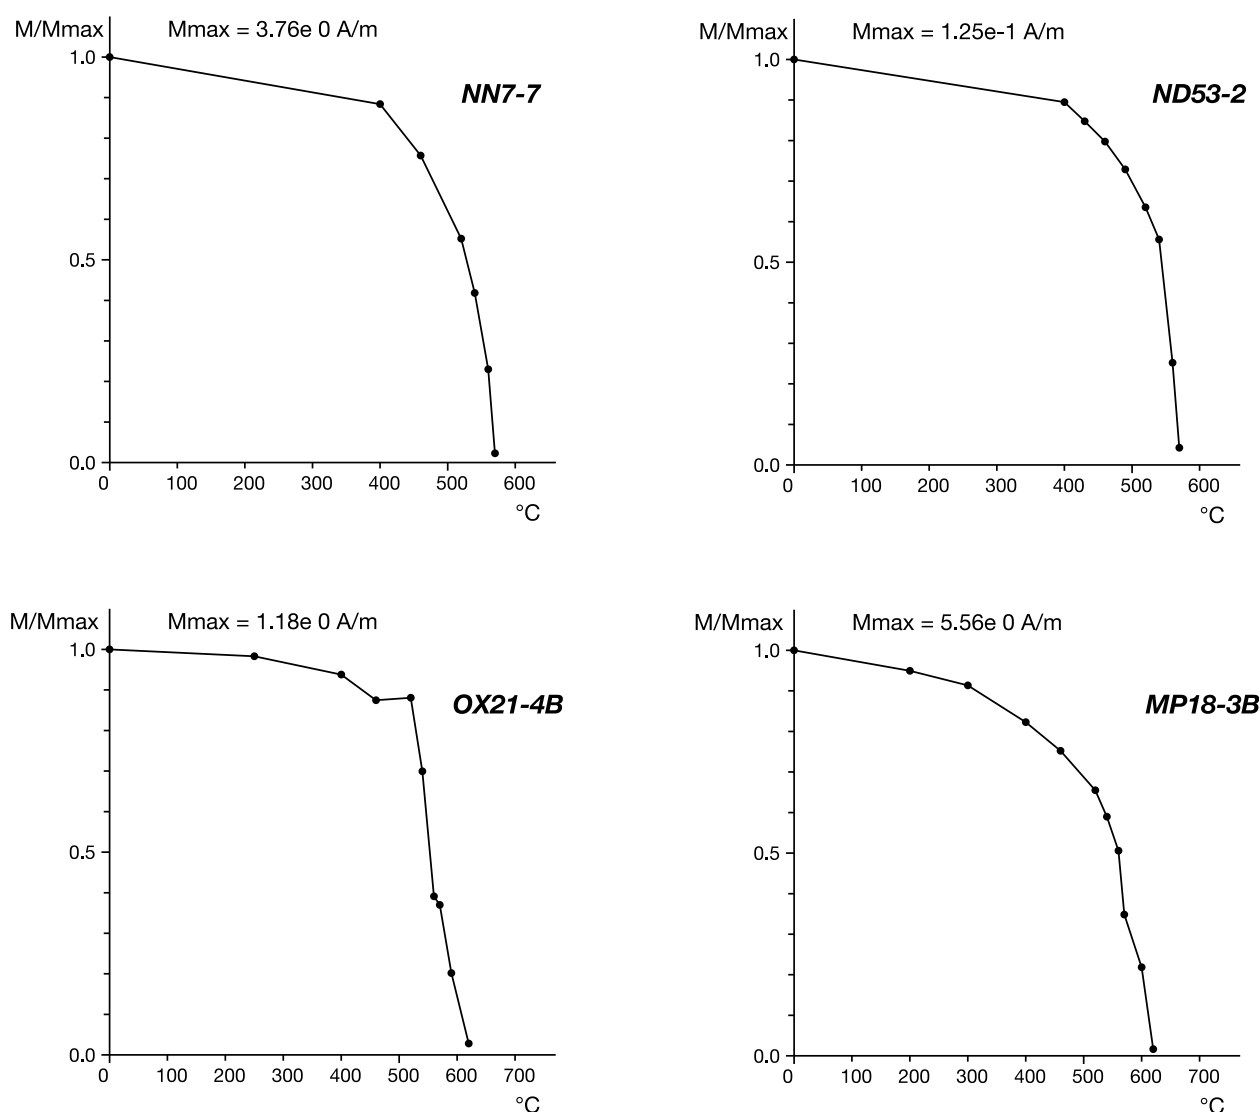 M/Mmax Mmax = 3.76e 0 A/m
NN7-7
1.0
0.5
0.0
0 100 200 300 400 500 600
°C
M/Mmax Mmax = 1.25e-1 A/m
ND53-2
1.0
0.5
0.0
0 100 200 300 400 500 600
°C
M/Mmax Mmax = 1.18e 0 A/m
OX21-4B
1.0
0.5
0.0
0 100 200 300 400 500 600 700
°C
M/Mmax Mmax = 5.56e 0 A/m
MP18-3B
1.0
0.5
0.0
0 100 200 300 400 500 600 700
°C